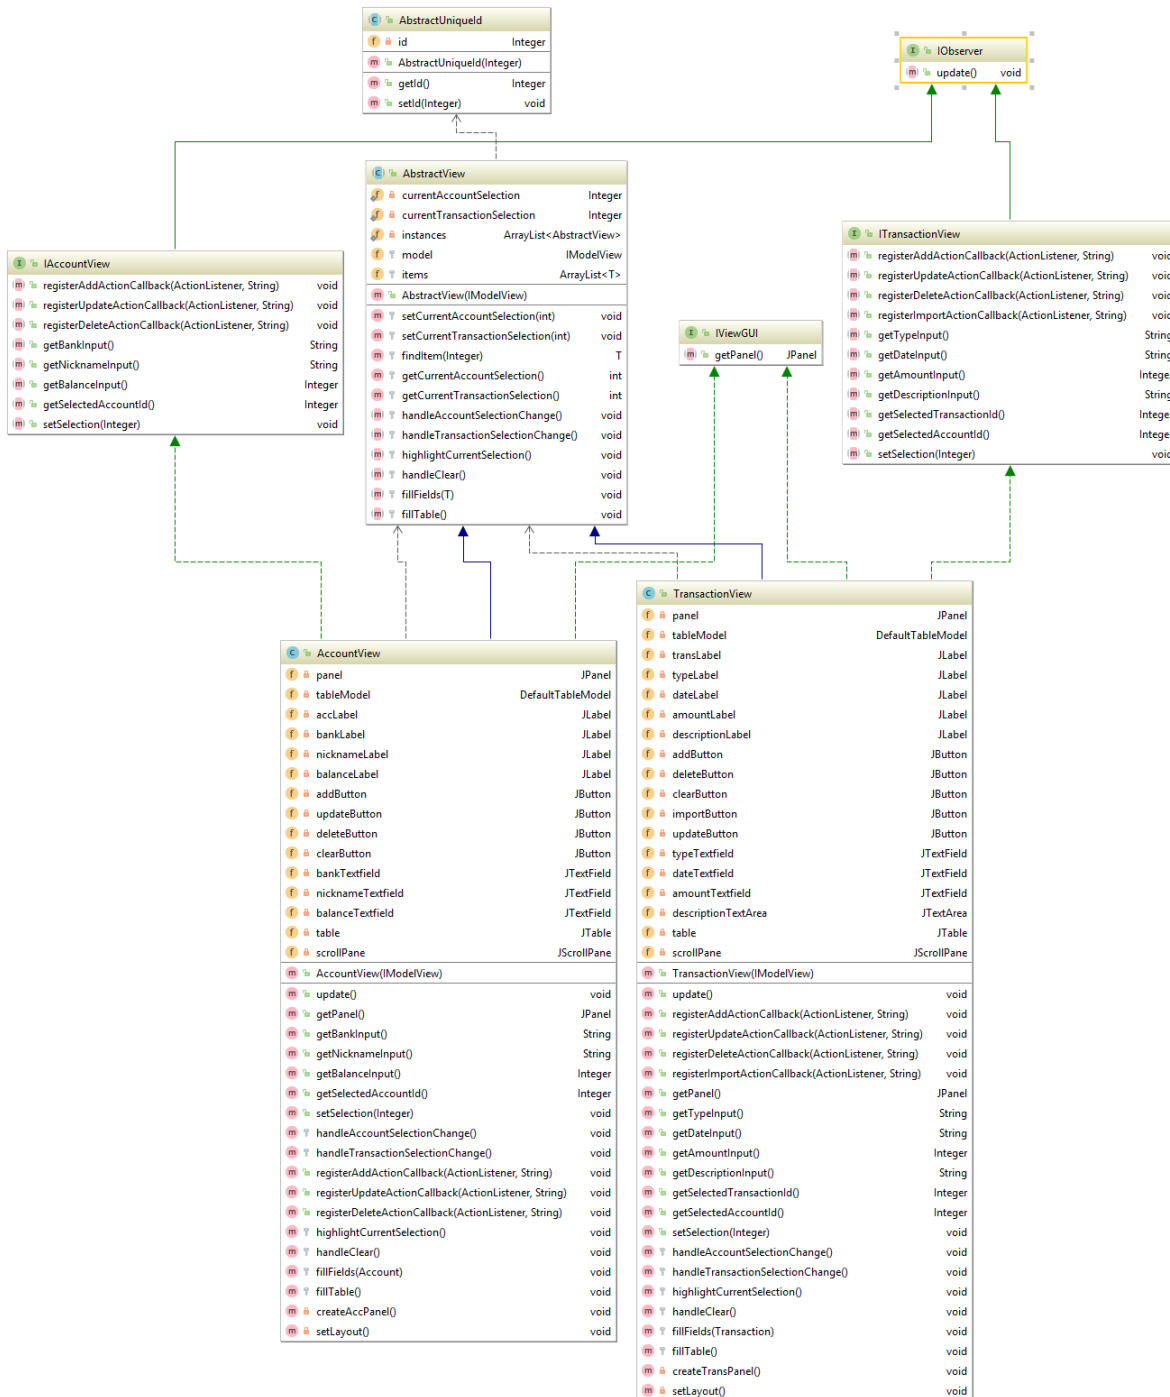 AbstractUniqueId
id Integer
AbstractUniqueId(Integer)
getId() Integer
setId(Integer) void
IObserver
update() void
AbstractView
currentAccountSelection Integer
currentTransactionSelection Integer
instances ArrayList<AbstractView>
model IModelView
items ArrayList<T>
AbstractView(IModelView)
setCurrentAccountSelection(int) void
setCurrentTransactionSelection(int) void
findItem(Integer) T
getCurrentAccountSelection() int
getCurrentTransactionSelection() int
handleAccountSelectionChange() void
handleTransactionSelectionChange() void
highlightCurrentSelection() void
handleClear() void
fillFields(T) void
fillTable() void
IAccountView
registerAddActionCallback(ActionListener, String) void
registerUpdateActionCallback(ActionListener, String) void
registerDeleteActionCallback(ActionListener, String) void
getBankInput() String
getNicknameInput() String
getBalanceInput() Integer
getSelectedAccountId() Integer
setSelection(Integer) void
IViewGUI
getPanel() JPanel
ITransactionView
registerAddActionCallback(ActionListener, String) void
registerUpdateActionCallback(ActionListener, String) void
registerDeleteActionCallback(ActionListener, String) void
registerImportActionCallback(ActionListener, String) void
getTypeInput() String
getDateInput() String
getAmountInput() Integer
getDescriptionInput() String
getSelectedTransactionId() Integer
getSelectedAccountId() Integer
setSelection(Integer) void
AccountView
panel JPanel
tableModel DefaultTableModel
accLabel JLabel
bankLabel JLabel
nicknameLabel JLabel
balanceLabel JLabel
addButton JButton
updateButton JButton
deleteButton JButton
clearButton JButton
bankTextfield JTextField
nicknameTextfield JTextField
balanceTextfield JTextField
table JTable
scrollPane JScrollPane
AccountView(IModelView)
update() void
getPanel() JPanel
getBankInput() String
getNicknameInput() String
getBalanceInput() Integer
getSelectedAccountId() Integer
setSelection(Integer) void
handleAccountSelectionChange() void
handleTransactionSelectionChange() void
registerAddActionCallback(ActionListener, String) void
registerUpdateActionCallback(ActionListener, String) void
registerDeleteActionCallback(ActionListener, String) void
highlightCurrentSelection() void
handleClear() void
fillFields(Account) void
fillTable() void
createAccPanel() void
setLayout() void
TransactionView
panel JPanel
tableModel DefaultTableModel
transLabel JLabel
typeLabel JLabel
dateLabel JLabel
amountLabel JLabel
descriptionLabel JLabel
addButton JButton
deleteButton JButton
clearButton JButton
importButton JButton
updateButton JButton
typeTextfield JTextField
dateTextfield JTextField
amountTextfield JTextField
descriptionTextArea JTextArea
table JTable
scrollPane JScrollPane
TransactionView(IModelView)
update() void
registerAddActionCallback(ActionListener, String) void
registerUpdateActionCallback(ActionListener, String) void
registerDeleteActionCallback(ActionListener, String) void
registerImportActionCallback(ActionListener, String) void
getPanel() JPanel
getTypeInput() String
getDateInput() String
getAmountInput() Integer
getDescriptionInput() String
getSelectedTransactionId() Integer
getSelectedAccountId() Integer
setSelection(Integer) void
handleAccountSelectionChange() void
handleTransactionSelectionChange() void
highlightCurrentSelection() void
handleClear() void
fillFields(Transaction) void
fillTable() void
createTransPanel() void
setLayout() void